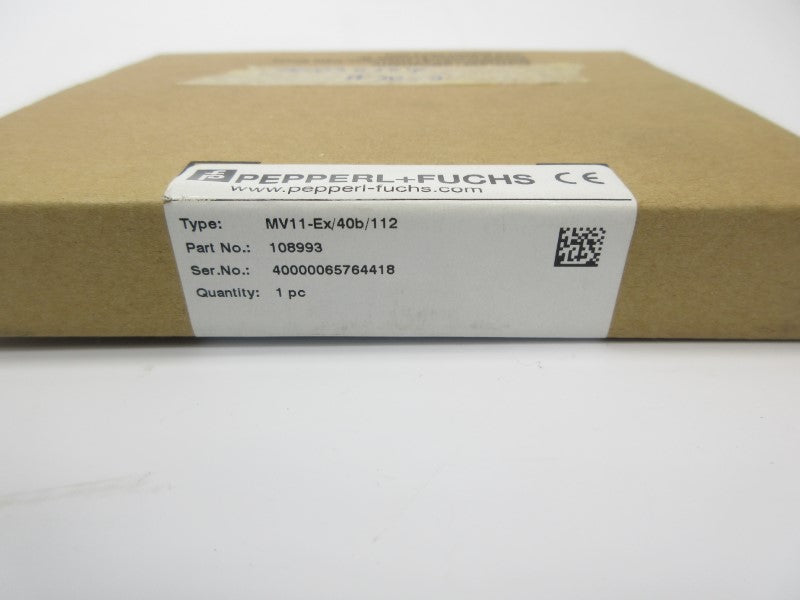 PEPPERL+FUCHS CE
www.pepperl-fuchs.com
Type: MV11-Ex/40b/112
Part No.: 108993
Ser.No.: 40000065764418
Quantity: 1 pc